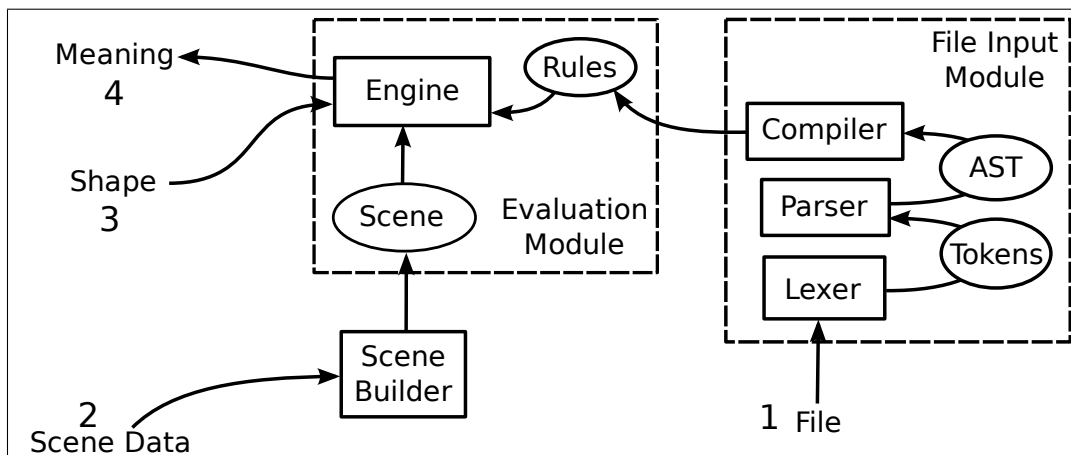 Meaning
4
Shape
3
Engine
Rules
Scene
Evaluation
Module
Scene
Builder
2
Scene Data
File Input
Module
Compiler
AST
Parser
Tokens
Lexer
1 File